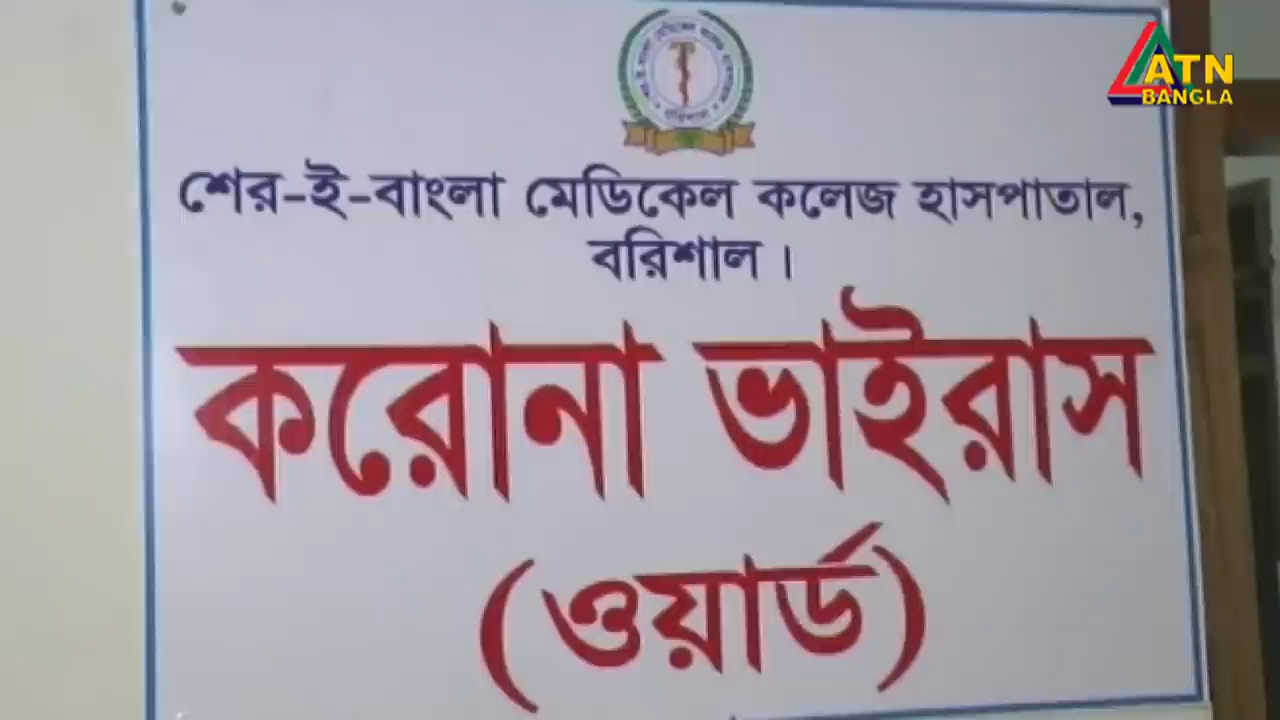 ATN
BANGLA
শের-ই-বাংলা মেডিকেল কলেজ হাসপাতাল,
বরিশাল।
করোনা ভাইরাস
(ওয়ার্ড)